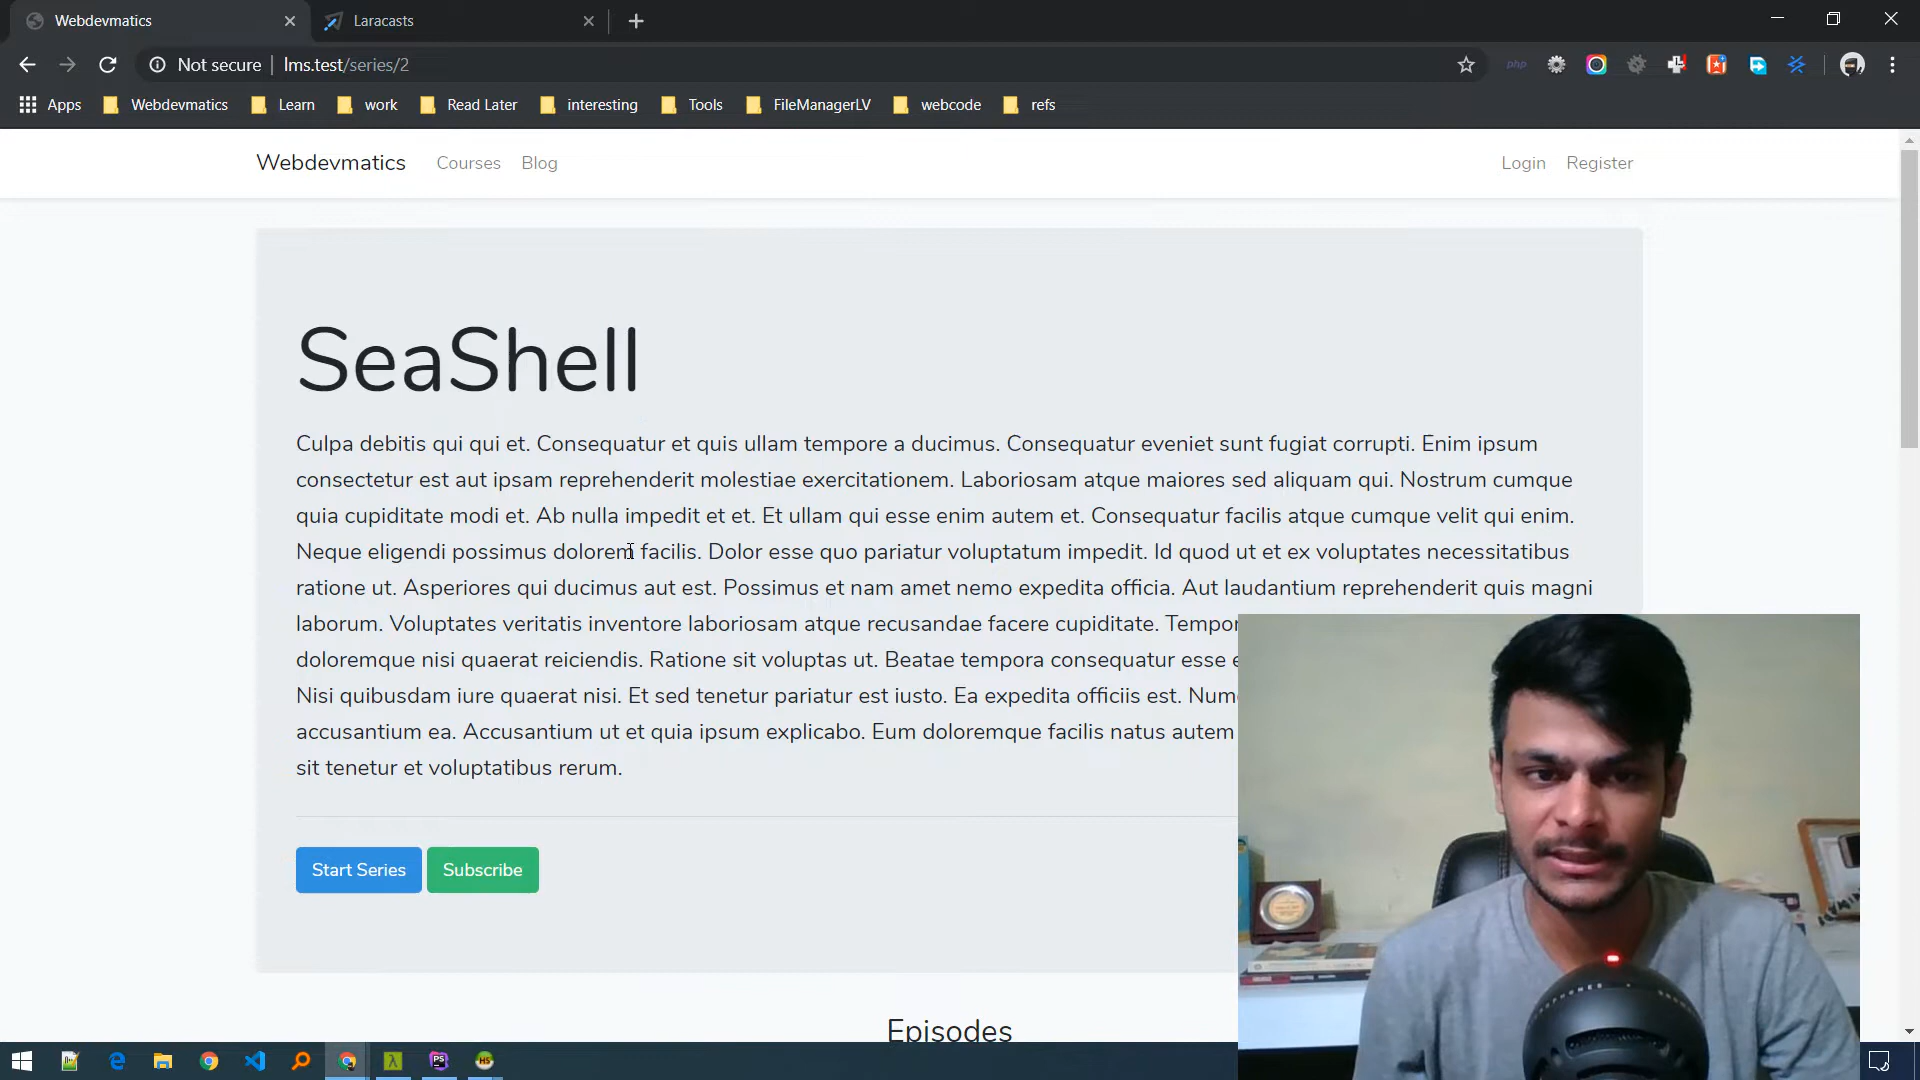 Webdevmatics
Laracasts
Not secure
lms.test/series/2
php
Apps
Webdevmatics
Learn
work
Read Later
interesting
Tools
FileManagerLV
webcode
refs
Webdevmatics
Courses
Blog
Login
Register
SeaShell
Culpa debitis qui qui et. Consequatur et quis ullam tempore a ducimus. Consequatur eveniet sunt fugiat corrupti. Enim ipsum
consectetur est aut ipsam reprehenderit molestiae exercitationem. Laboriosam atque maiores sed aliquam qui. Nostrum cumque
quia cupiditate modi et. Ab nulla impedit et et. Et ullam qui esse enim autem et. Consequatur facilis atque cumque velit qui enim.
Neque eligendi possimus dolorem facilis. Dolor esse quo pariatur voluptatum impedit. Id quod ut et ex voluptates necessitatibus
ratione ut. Asperiores qui ducimus aut est. Possimus et nam amet nemo expedita officia. Aut laudantium reprehenderit quis magni
laborum. Voluptates veritatis inventore laboriosam atque recusandae facere cupiditate. Tempor
doloremque nisi quaerat reiciendis. Ratione sit voluptas ut. Beatae tempora consequatur esse
Nisi quibusdam iure quaerat nisi. Et sed tenetur pariatur est iusto. Ea expedita officiis est. Num
accusantium ea. Accusantium ut et quia ipsum explicabo. Eum doloremque facilis natus autem
sit tenetur et voluptatibus rerum.
Start Series
Subscribe
Episodes
PS